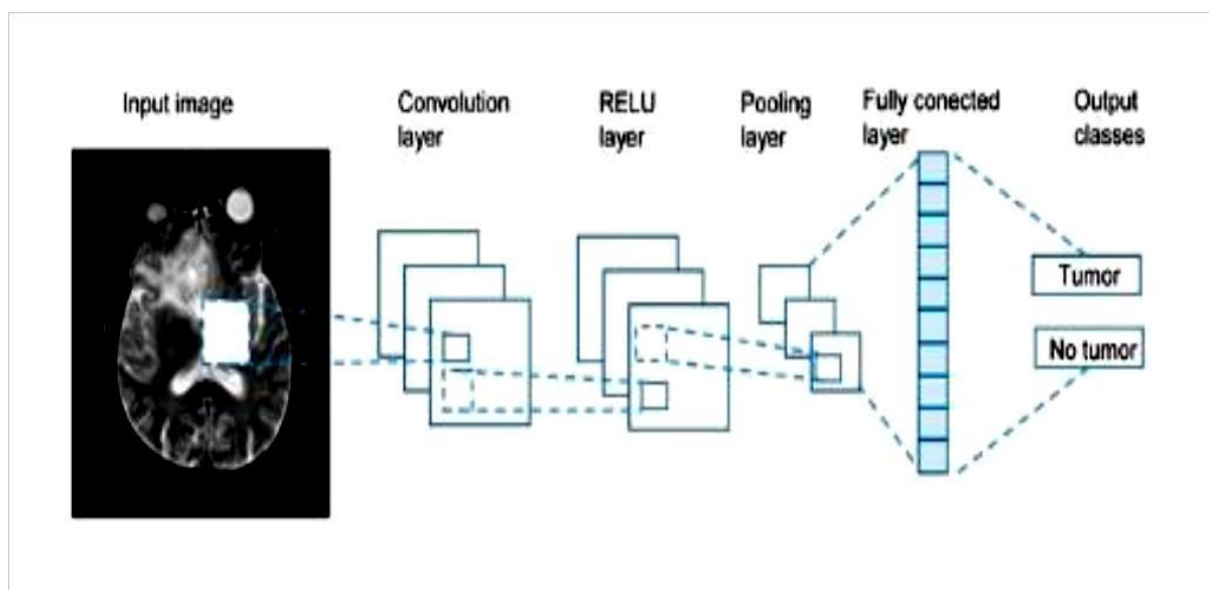 Input image
Convolution
layer
RELU
layer
Pooling
layer
Fully conected
layer
Output
classes
Tumor
No tumor